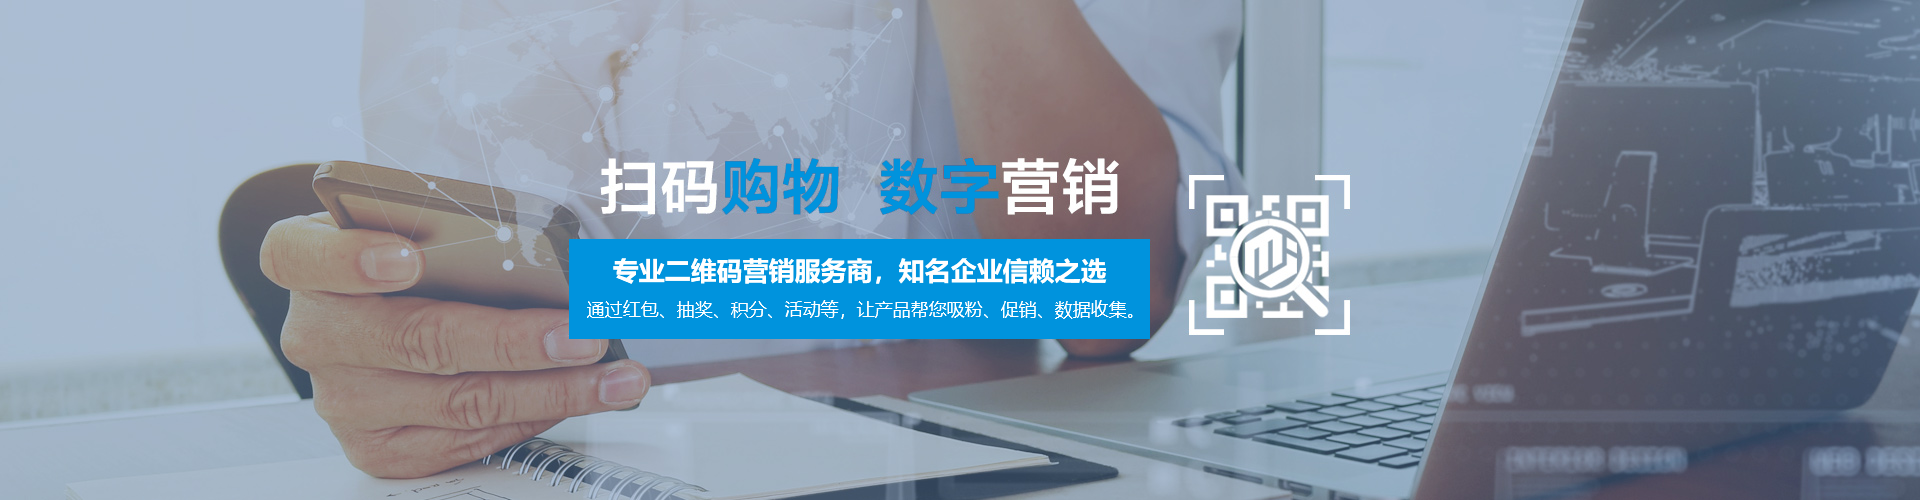 扫码购物 数字营销
专业二维码营销服务商，知名企业信赖之选
通过红包、抽奖、积分、活动等，让产品帮您吸粉、促销、数据收集。